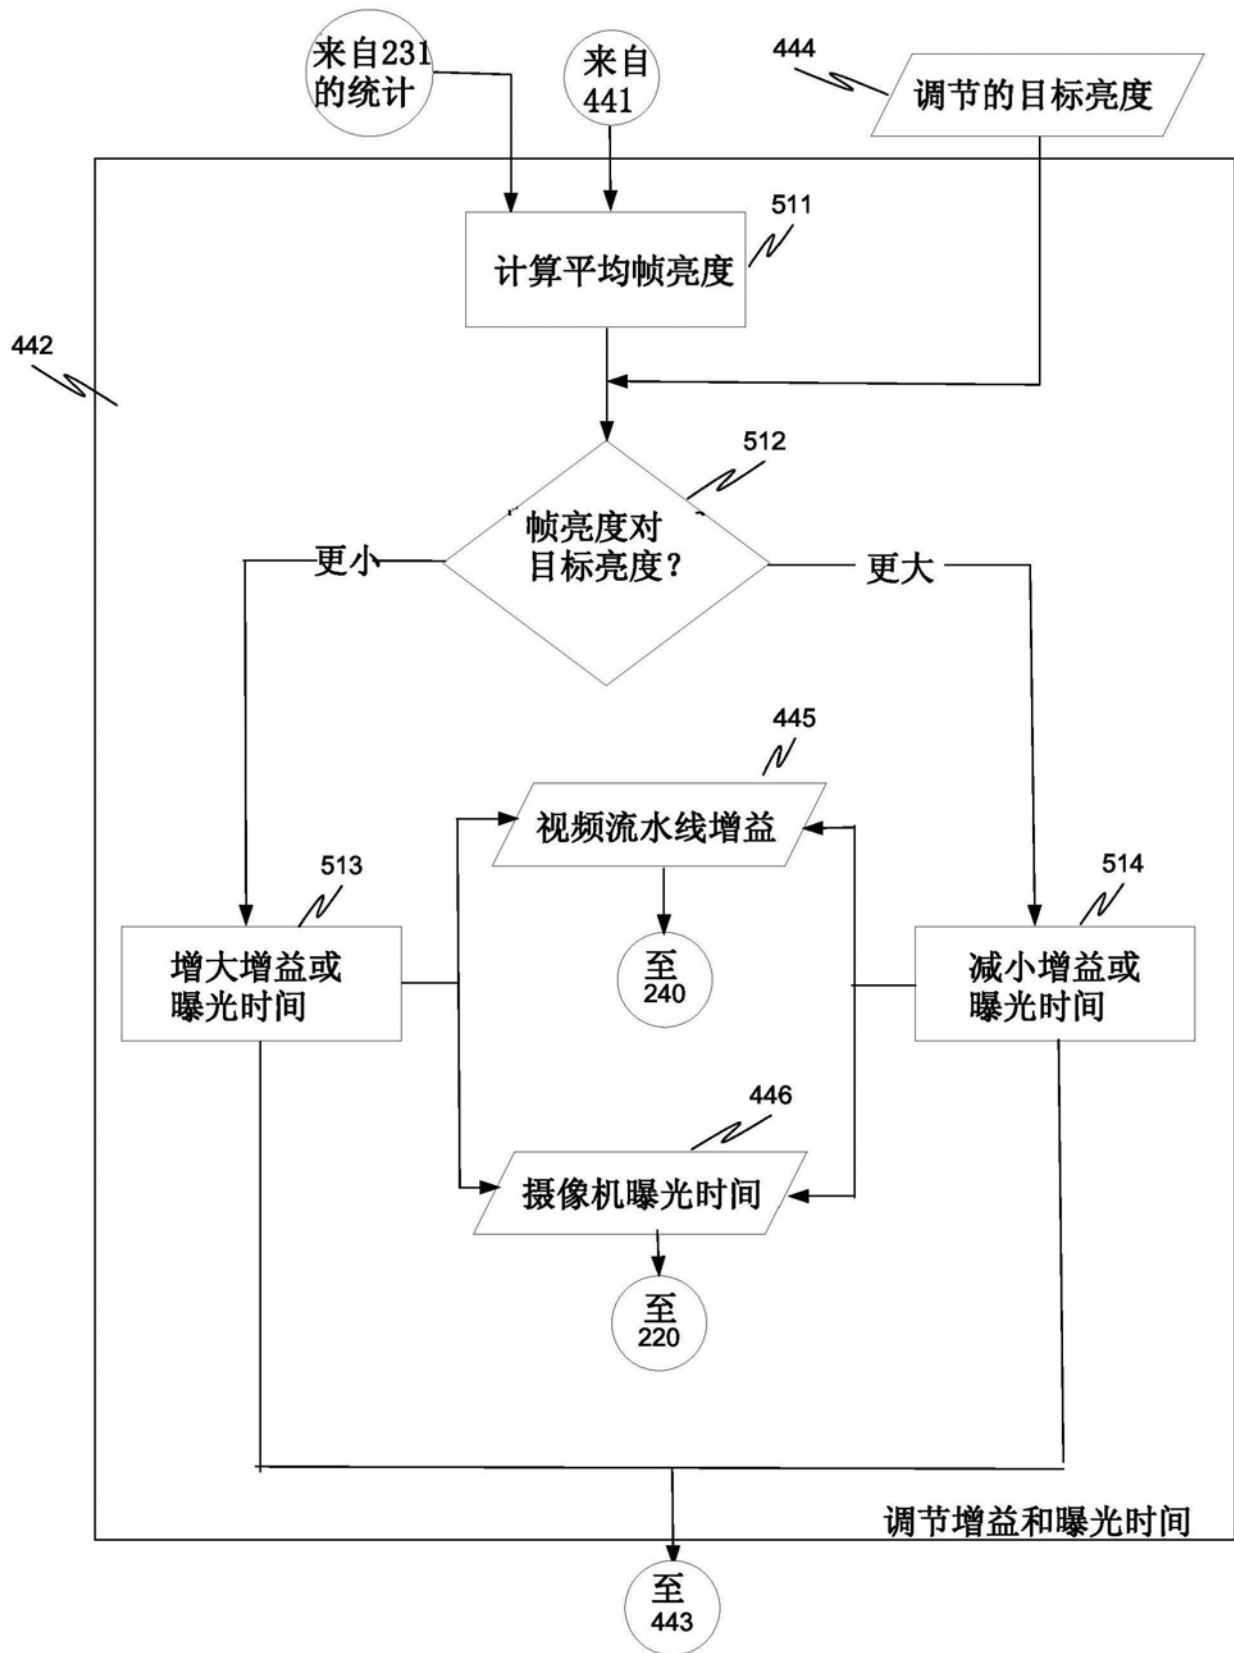 来自231
的统计
来自
441
444
调节的目标亮度
511
计算平均帧亮度
442
512
帧亮度对
目标亮度?
更小
更大
445
视频流水线增益
513
514
增大增益或
曝光时间
至
240
减小增益或
曝光时间
446
摄像机曝光时间
至
220
调节增益和曝光时间
至
443